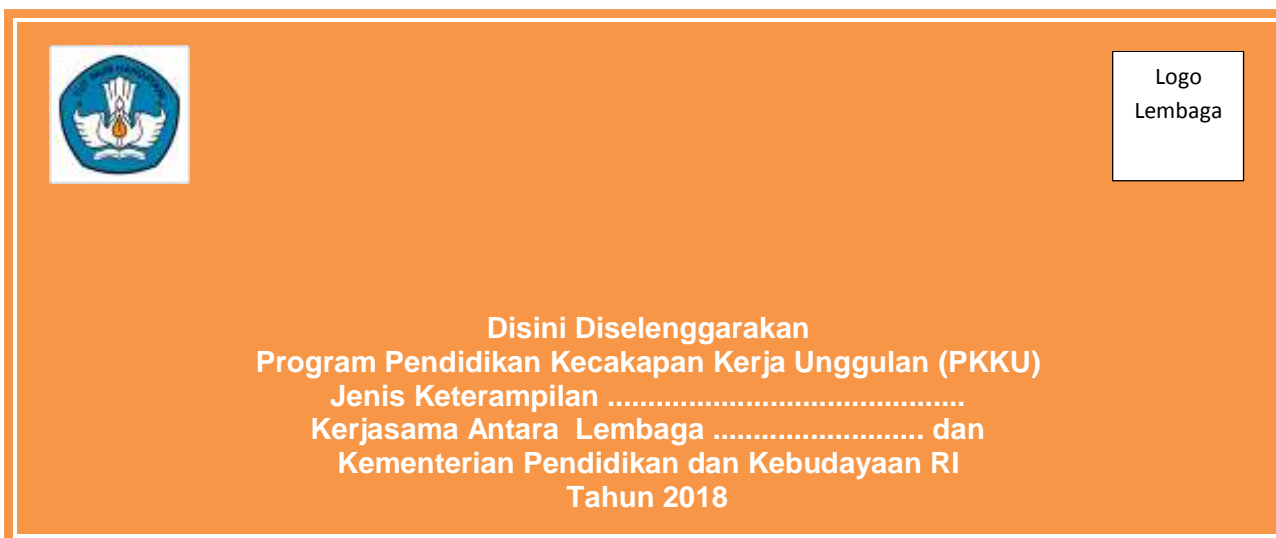 Logo
Lembaga
Disini Diselenggarakan
Program Pendidikan Kecakapan Kerja Unggulan (PKKU)
Jenis Keterampilan ............................................
Kerjasama Antara  Lembaga .......................... dan
Kementerian Pendidikan dan Kebudayaan RI
Tahun 2018